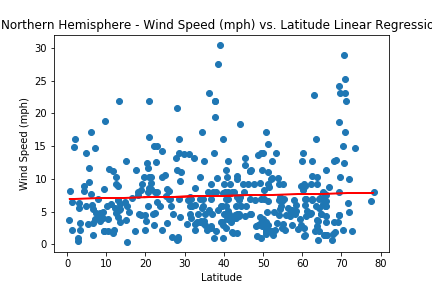 Northern Hemisphere - Wind Speed (mph) vs. Latitude Linear Regressio
Wind Speed (mph)
30
25
20
15
10
5
0
0 10 20 30 40 50 60 70 80
Latitude